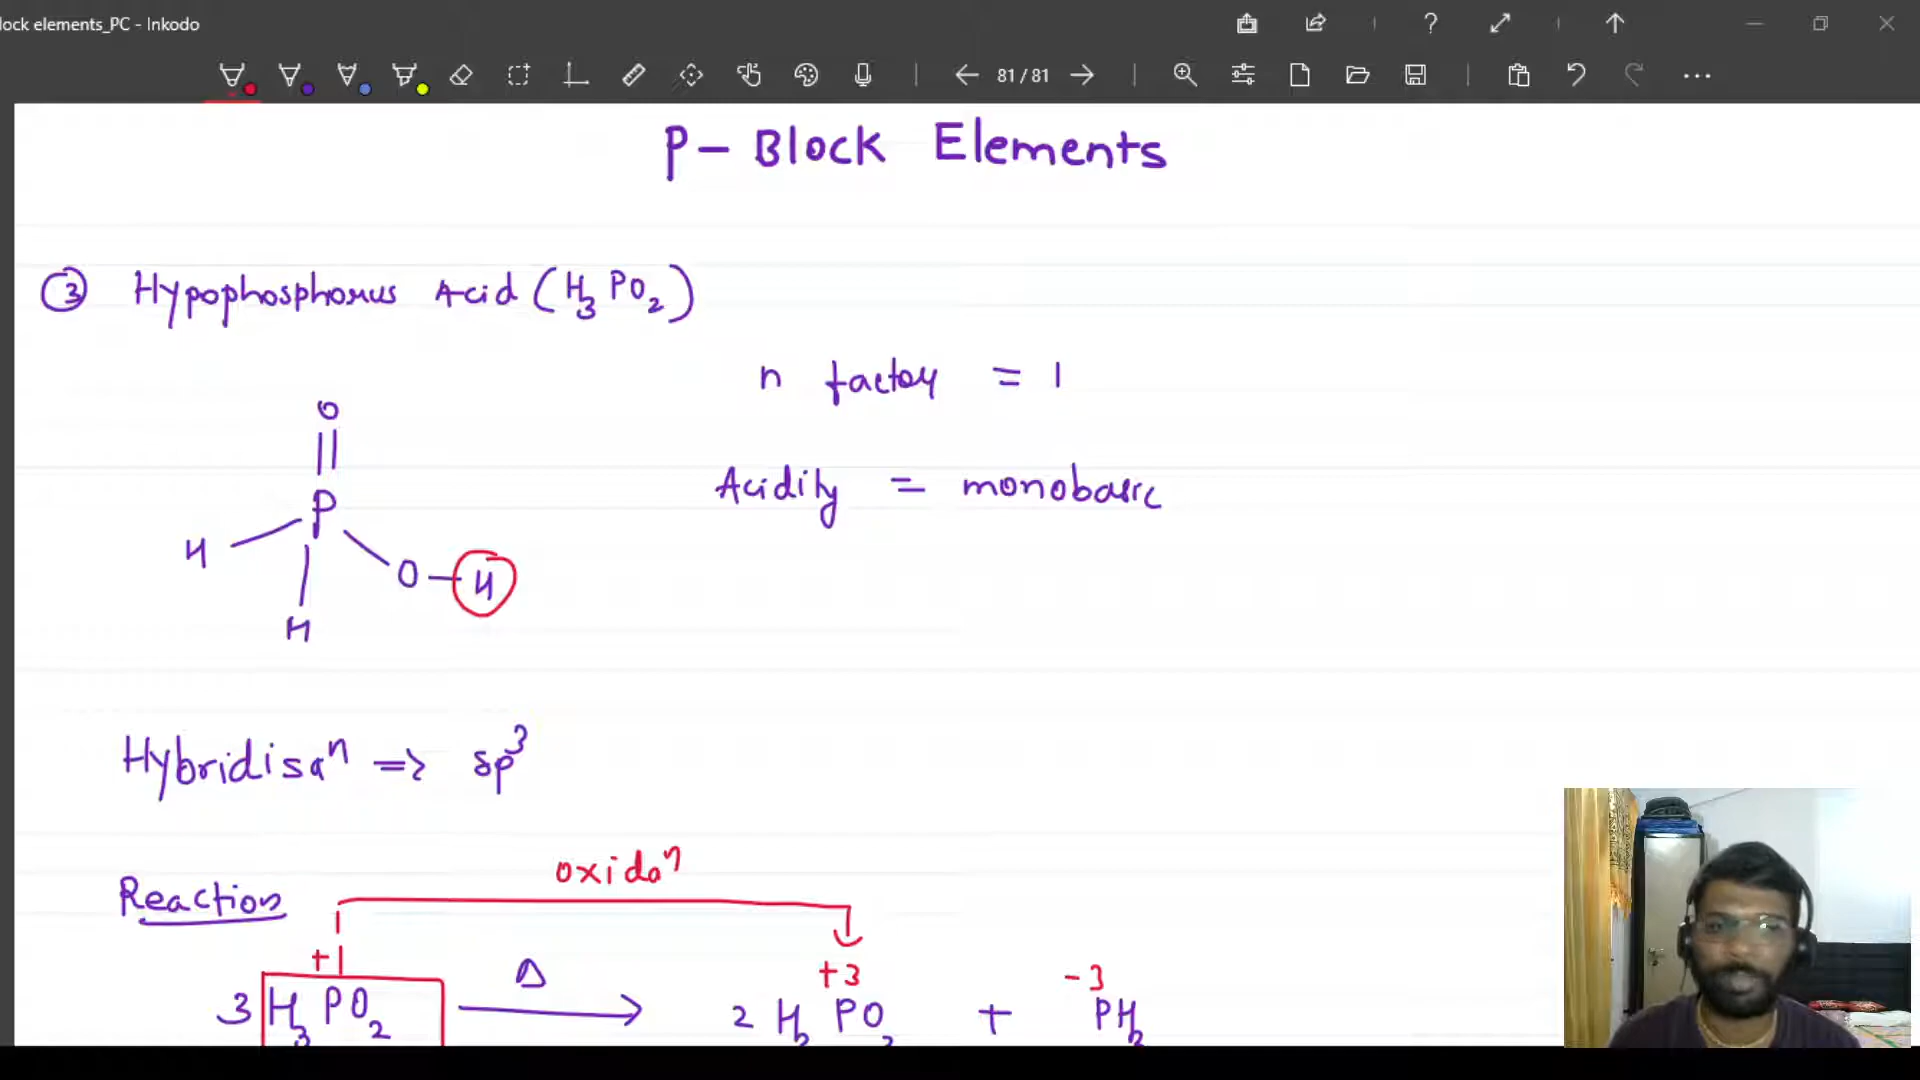 lock elements_PC - Inkodo
81 / 81
P - Block Elements
③ Hypophosphorus Acid (H₃PO₂)
n factor = 1
O
P
H
O - H
H
Acidity = monobasic
Hybridisaⁿ => sp³
oxidaⁿ
Reaction
+1 Δ +3 -3
3 H₃PO₂ → 2 H₃PO₃ + PH₃